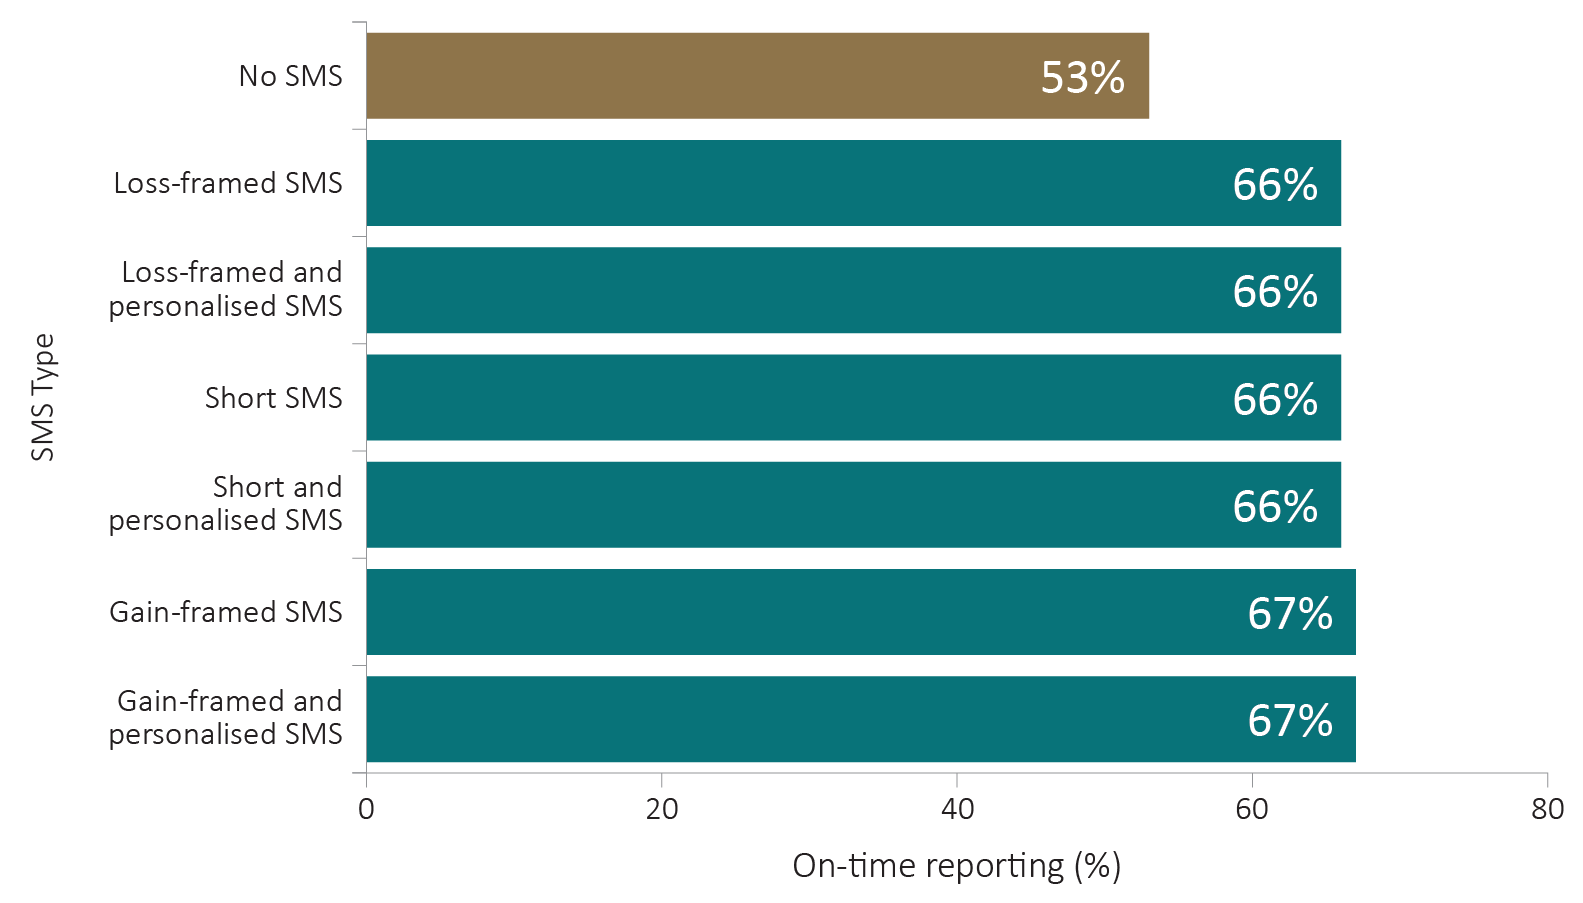 No SMS
53%
Loss-framed SMS
66%
Loss-framed and
personalised SMS
66%
Short SMS
66%
Short and
personalised SMS
66%
Gain-framed SMS
67%
Gain-framed and
personalised SMS
67%
SMS Type
0
20
40
60
80
On-time reporting (%)